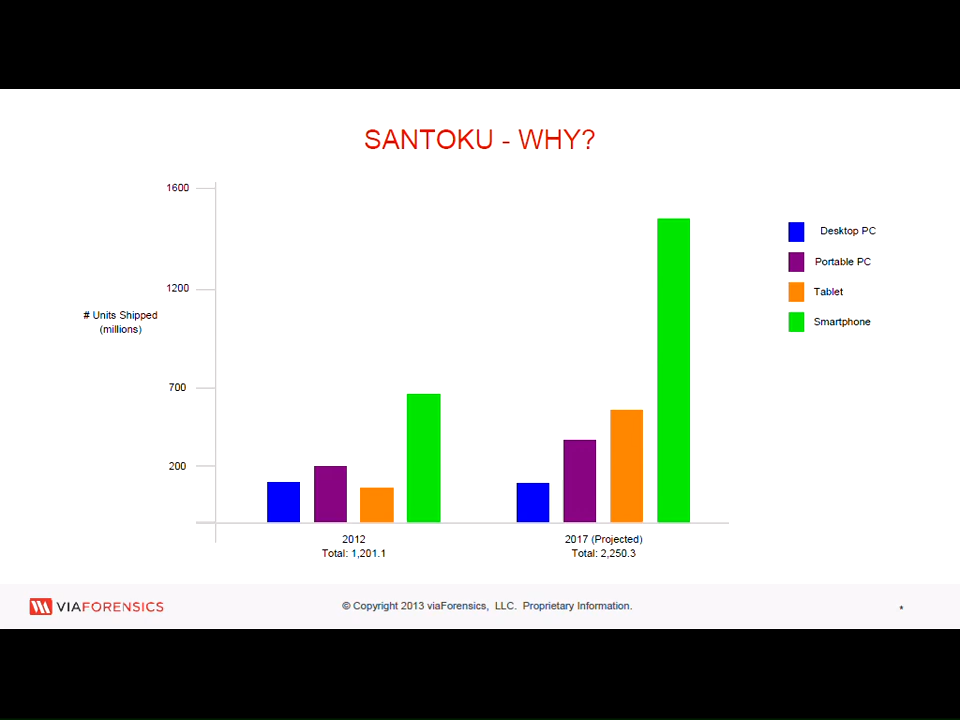 SANTOKU - WHY?
1600
1200
# Units Shipped
(millions)
700
200
Desktop PC
Portable PC
Tablet
Smartphone
2012
Total: 1,201.1
2017 (Projected)
Total: 2,250.3
VIAFORENSICS
© Copyright 2013 viaForensics, LLC. Proprietary Information.
*